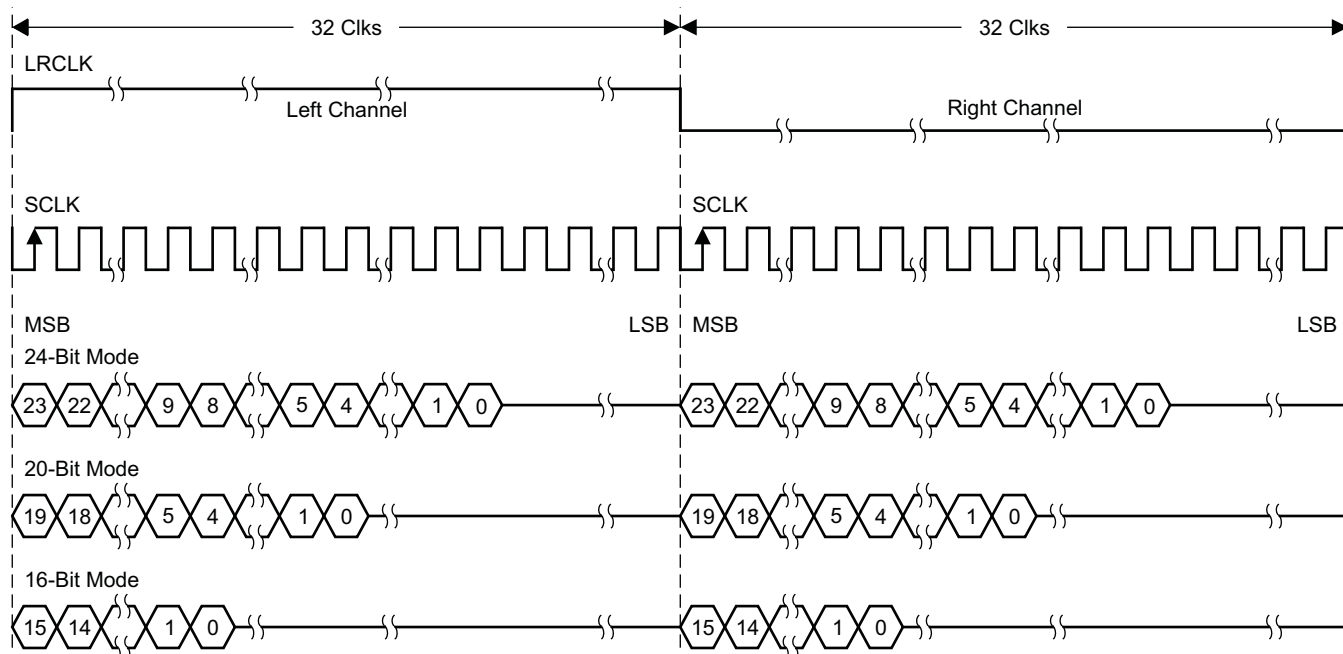 32 Clks 32 Clks
LRCLK
Left Channel Right Channel
SCLK SCLK
MSB LSB MSB LSB
24-Bit Mode
23 22 9 8 5 4 1 0 23 22 9 8 5 4 1 0
20-Bit Mode
19 18 5 4 1 0 19 18 5 4 1 0
16-Bit Mode
15 14 1 0 15 14 1 0